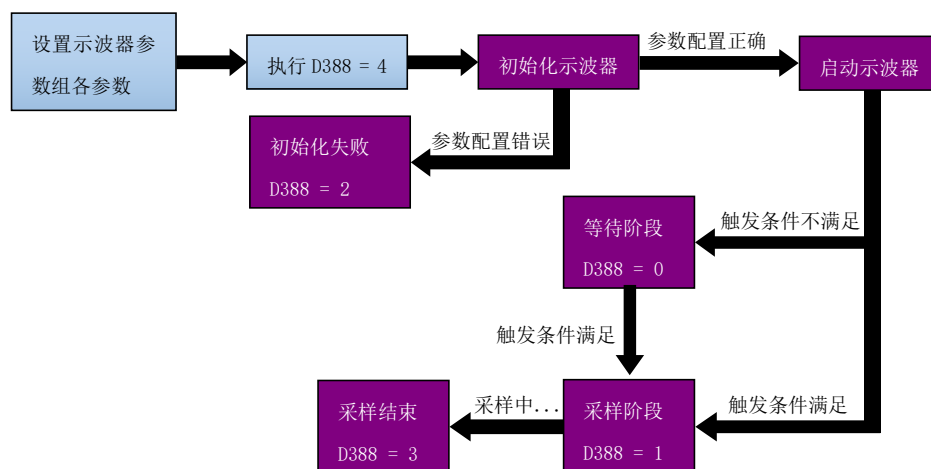 设置示波器参
数组各参数
执行 D388 = 4
初始化示波器
参数配置正确
启动示波器
初始化失败
D388 = 2
参数配置错误
等待阶段
D388 = 0
触发条件不满足
触发条件满足
采样结束
D388 = 3
采样中...
采样阶段
D388 = 1
触发条件满足